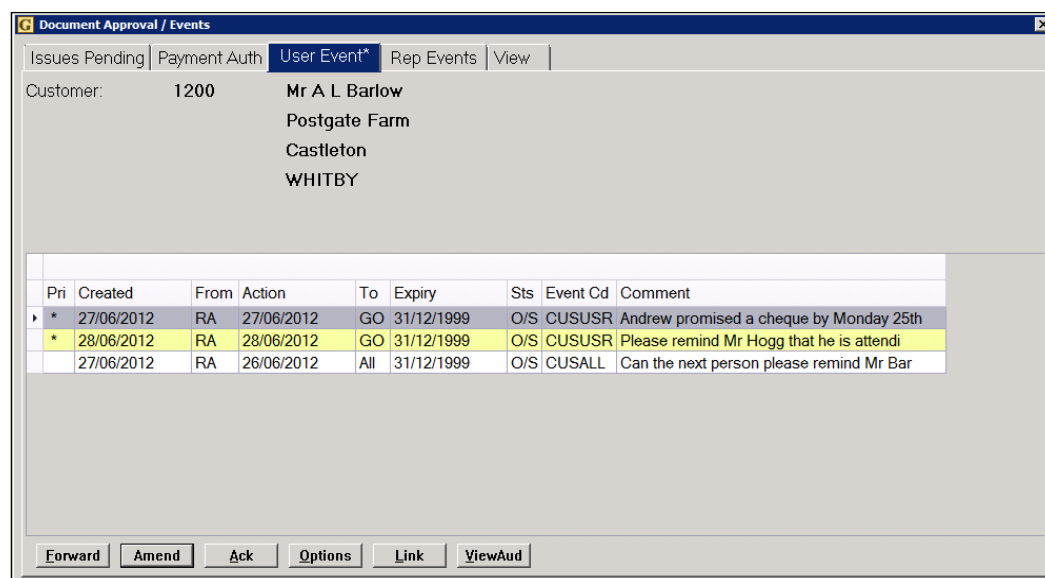 G Document Approval / Events
Issues Pending Payment Auth User Event* Rep Events View
Customer: 1200 Mr A L Barlow
Postgate Farm
Castleton
WHITBY
Pri Created From Action To Expiry Sts Event Cd Comment
* 27/06/2012 RA 27/06/2012 GO 31/12/1999 O/S CUSUSR Andrew promised a cheque by Monday 25th
* 28/06/2012 RA 28/06/2012 GO 31/12/1999 O/S CUSUSR Please remind Mr Hogg that he is attendi
27/06/2012 RA 26/06/2012 All 31/12/1999 O/S CUSALL Can the next person please remind Mr Bar
Forward Amend Ack Options Link ViewAud